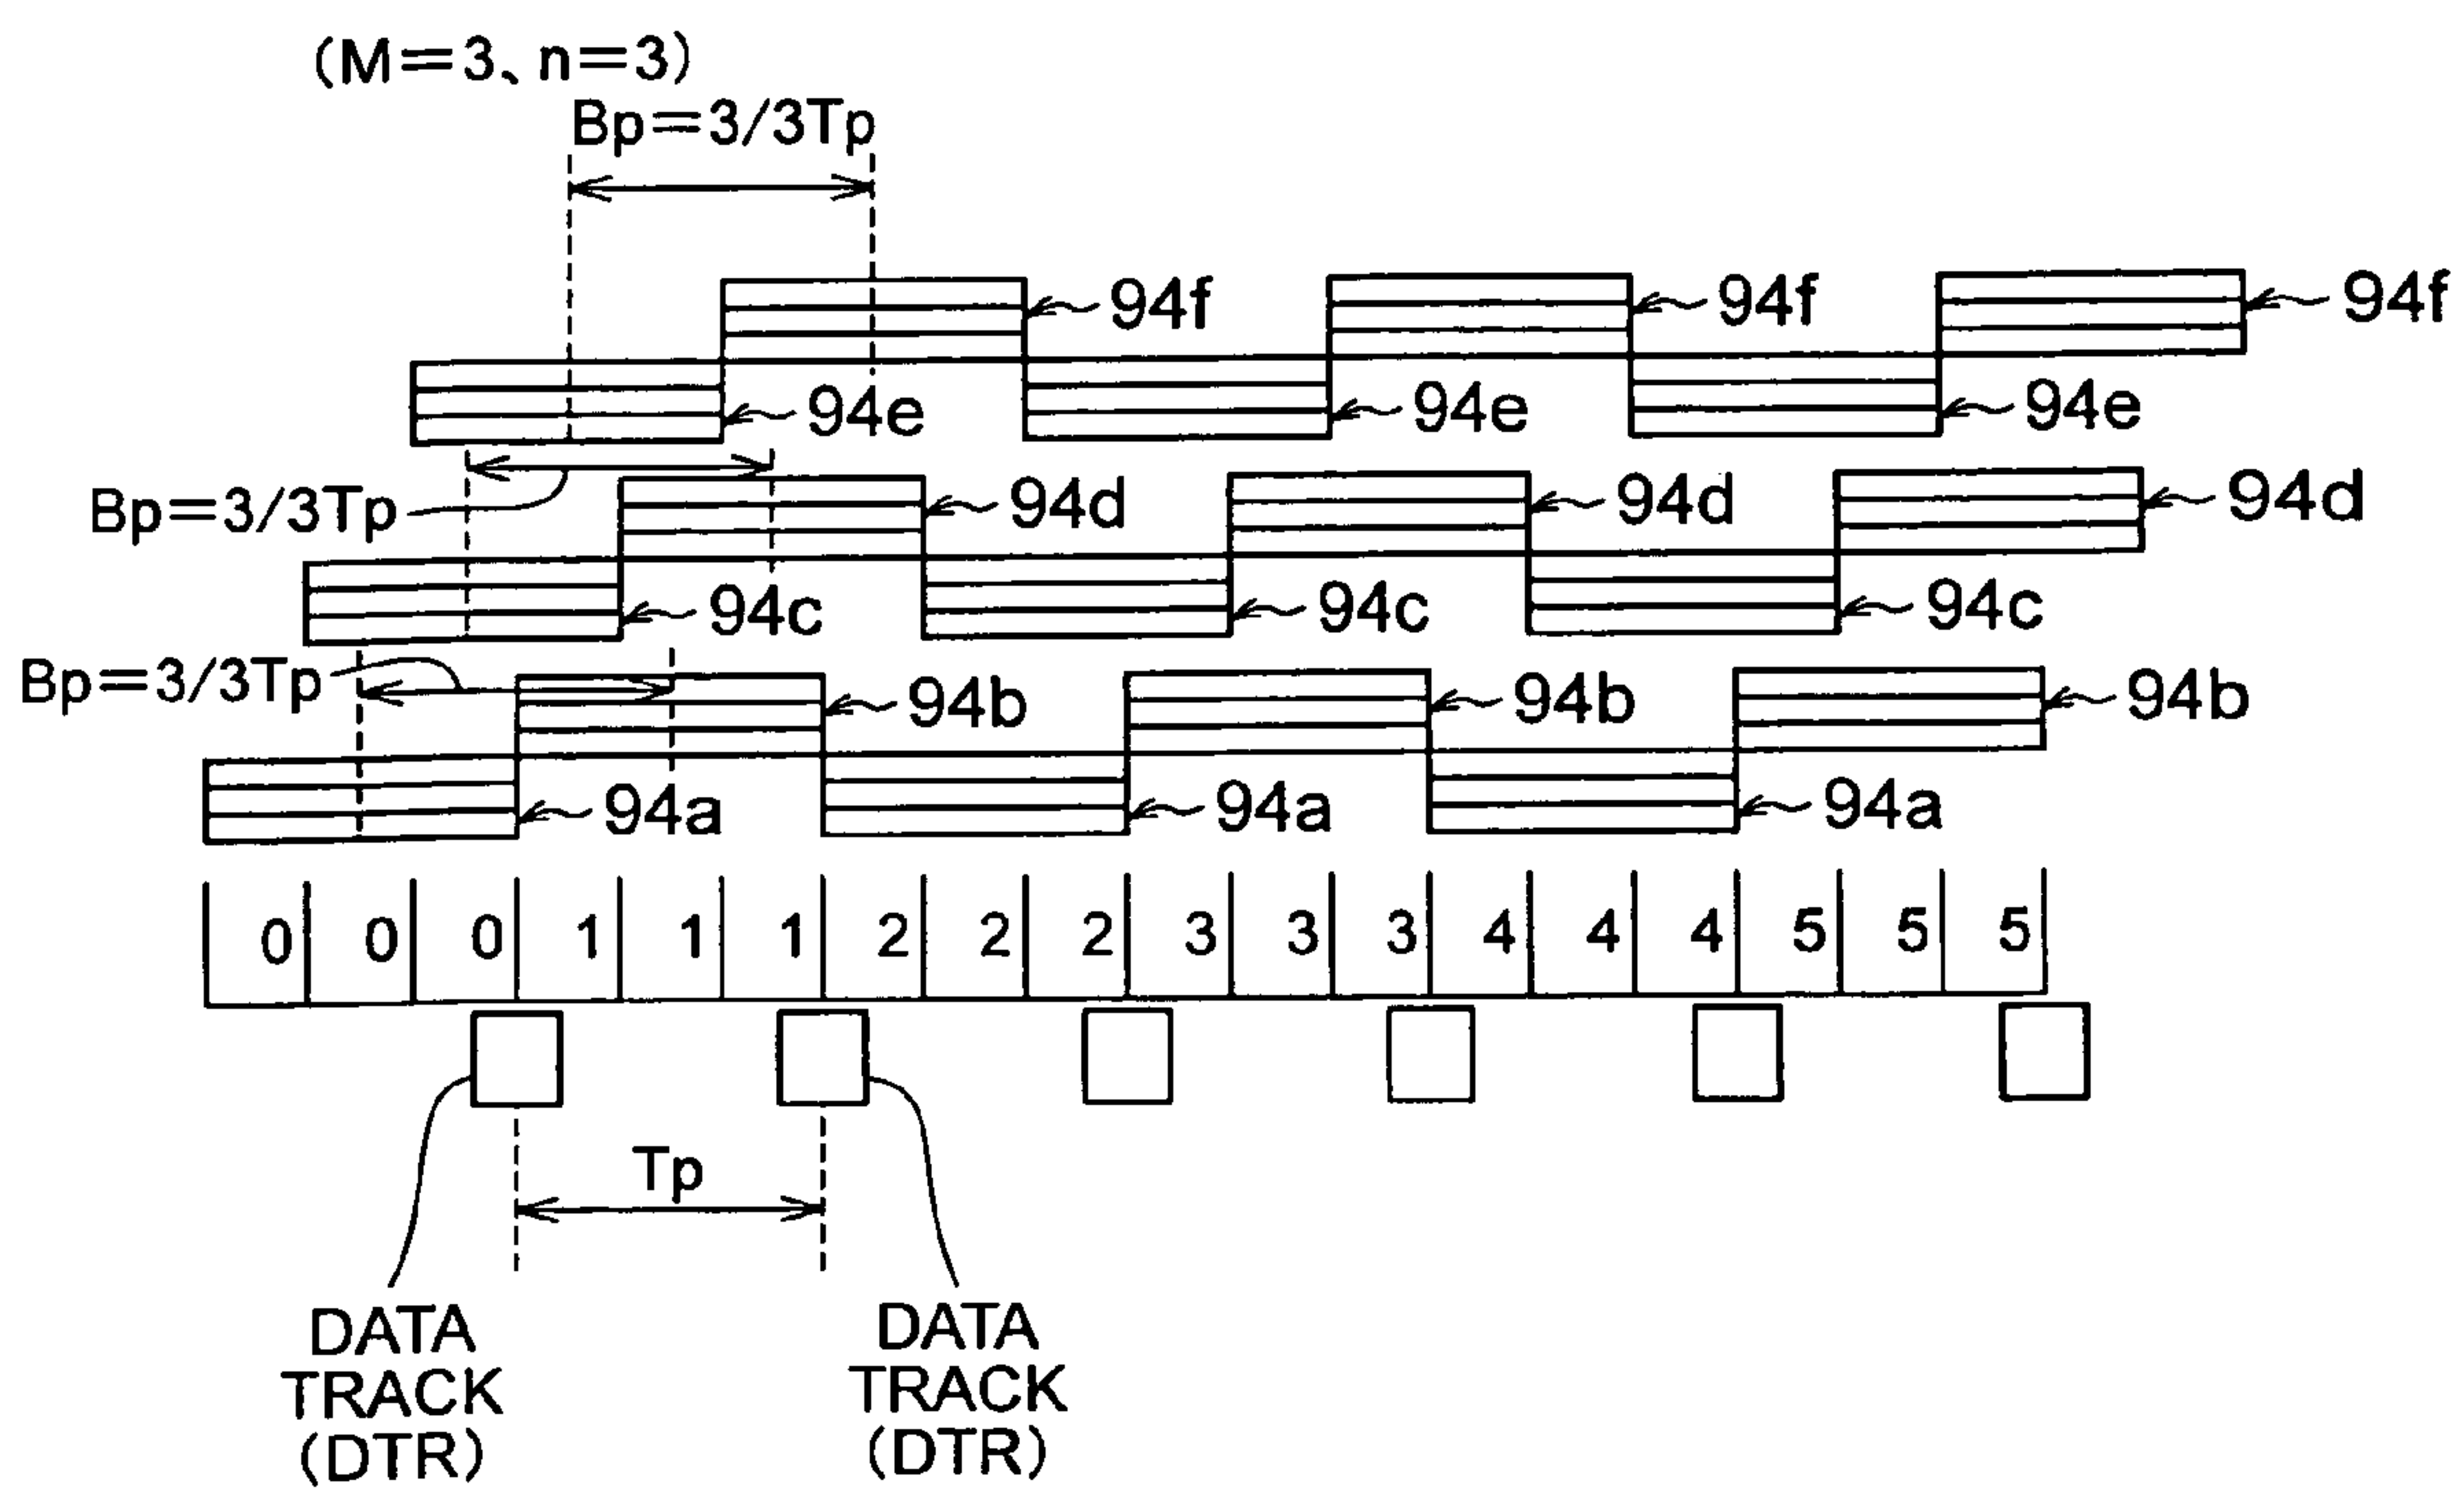 (M=3、n=3)
Bp=3/3Tp
94f 94f 94f
94e 94e 94e
Bp=3/3Tp
94d 94d 94d
94c 94c 94c
Bp=3/3Tp
94b 94b 94b
94a 94a 94a
0 0 0 1 1 1 2 2 2 3 3 3 4 4 4 5 5 5
Tp
DATA
TRACK
(DTR)
DATA
TRACK
(DTR)